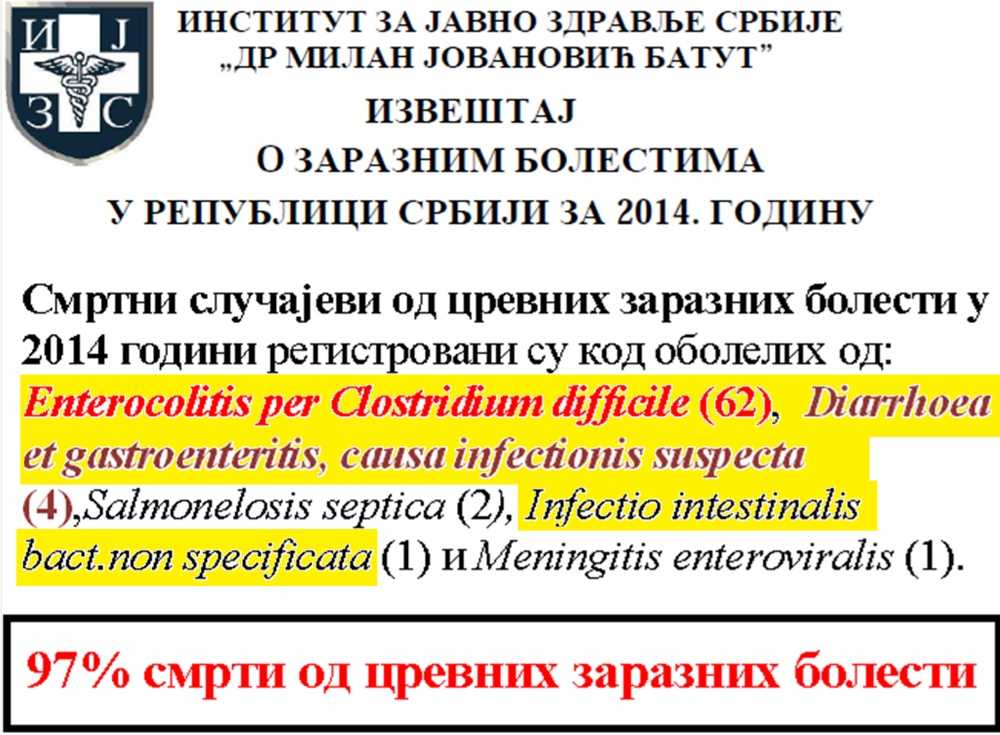 И Ј
З С
ИНСТИТУТ ЗА ЈАВНО ЗДРАВЉЕ СРБИЈЕ
„ДР МИЛАН ЈОВАНОВИЋ БАТУТ”
ИЗВЕШТАЈ
О ЗАРАЗНИМ БОЛЕСТИМА
У РЕПУБЛИЦИ СРБИЈИ ЗА 2014. ГОДИНУ
Смртни случајеви од цревних заразних болести у
2014 години регистровани су код оболелих од:
Enterocolitis per Clostridium difficile (62), Diarrhoea
et gastroenteritis, causa infectionis suspecta
(4),Salmonelosis septica (2), Infectio intestinalis
bact.non specificata (1) и Meningitis enteroviralis (1).
97% смрти од цревних заразних болести